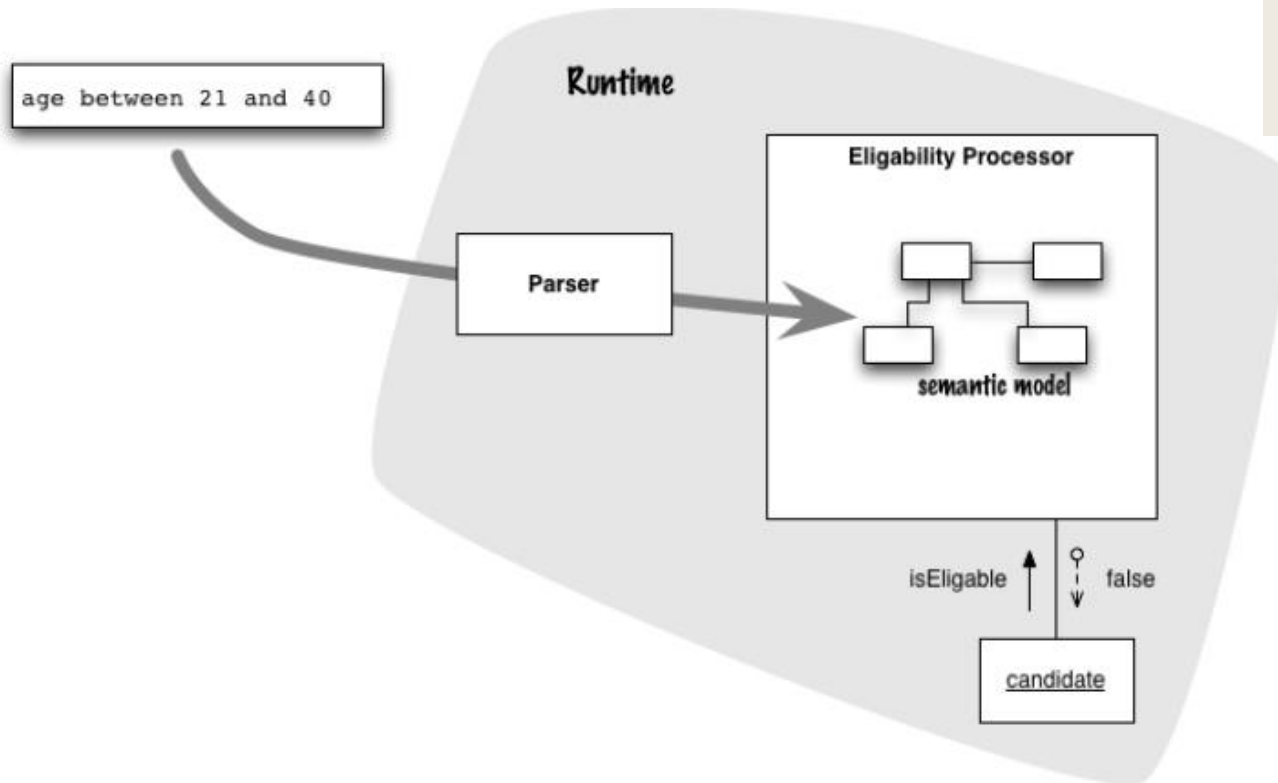 Runtime
age between 21 and 40
Eligability Processor
Parser
semantic model
isEligable
false
candidate